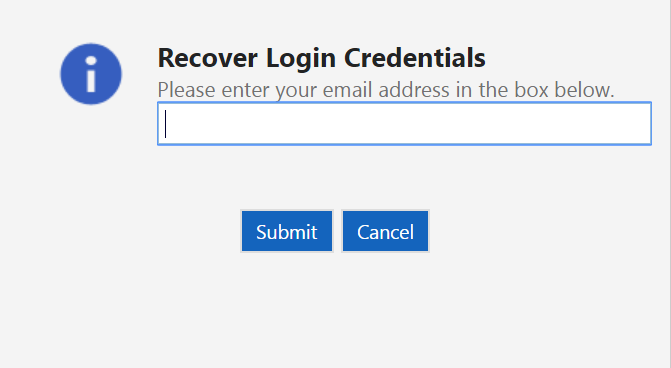 Recover Login Credentials
Please enter your email address in the box below.
Submit
Cancel